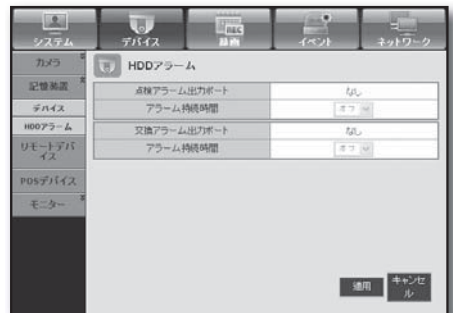 システム デバイス 録画 イベント ネットワーク
REC
カメラ
記憶装置
デバイス
HDDアラーム
リモートデバ
イス
POSデバイス
モニター
HDDアラーム
点検アラーム出力ポート なし
アラーム持続時間 オフ
交換アラーム出力ポート なし
アラーム持続時間 オフ
適用
キャンセ
ル